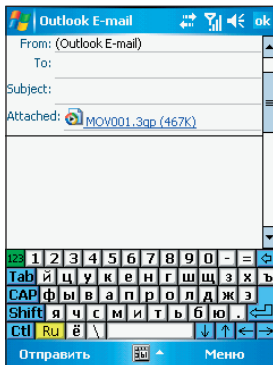 Outlook E-mail ok
From: (Outlook E-mail)
To:
Subject:
Attached: MOV001.3gp (467K)
123 1 2 3 4 5 6 7 8 9 0 - =
Tab й ц у к е н г ш щ з х ъ
CAP ф ы в а п р о л д ж э
Shift я ч с м и т ь б ю .
Ctl Ru ё \
Отправить Меню